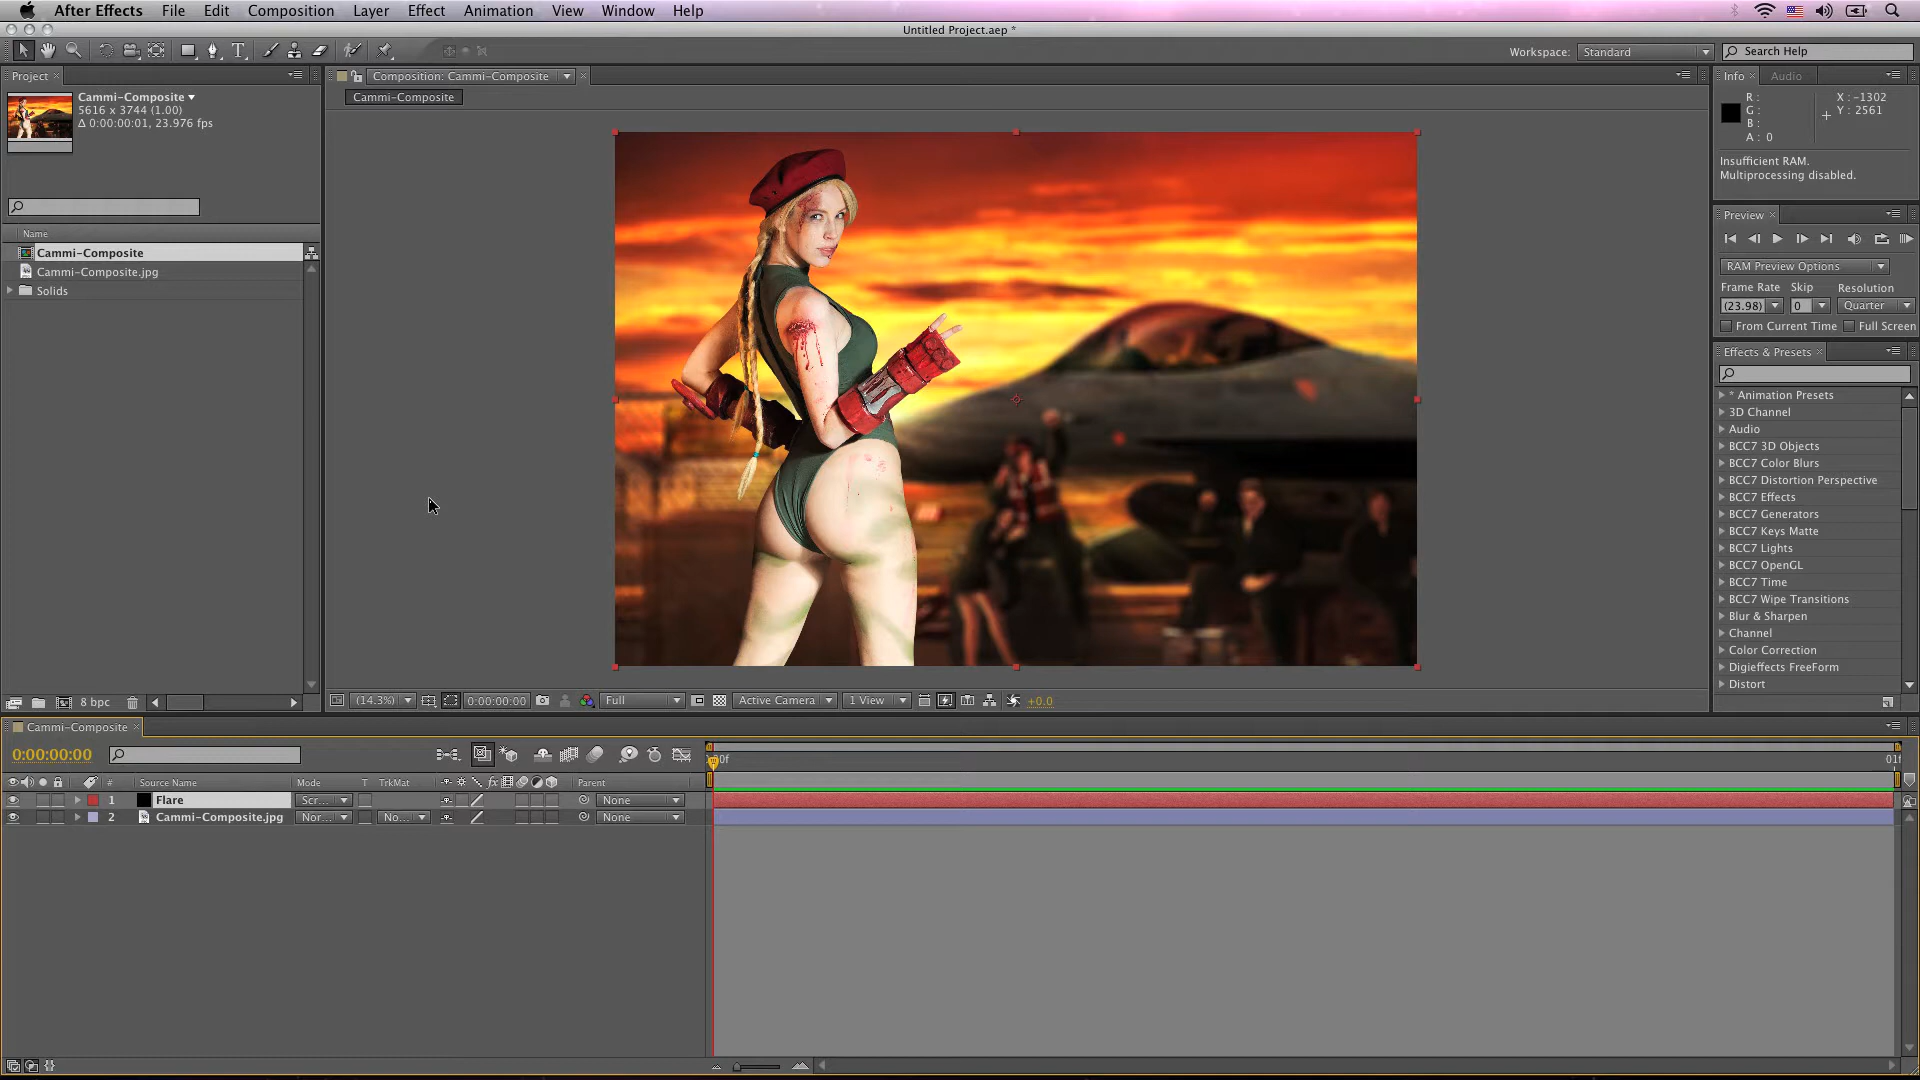 After Effects File Edit Composition Layer Effect Animation View Window Help
Untitled Project.aep *
Workspace: Standard Search Help
Project
Cammi-Composite
5616 x 3744 (1.00)
Δ 0:00:00:01, 23.976 fps
Name
Cammi-Composite
Cammi-Composite.jpg
Solids
8 bpc
Composition: Cammi-Composite
Cammi-Composite
(14.3%) 0:00:00:00 Full Active Camera 1 View +0.0
Info Audio
R :
G :
B :
A : 0
X : -1302
Y : 2561
Insufficient RAM.
Multiprocessing disabled.
Preview
RAM Preview Options
Frame Rate Skip Resolution
(23.98) 0 Quarter
From Current Time Full Screen
Effects & Presets
* Animation Presets
3D Channel
Audio
BCC7 3D Objects
BCC7 Color Blurs
BCC7 Distortion Perspective
BCC7 Effects
BCC7 Generators
BCC7 Keys Matte
BCC7 Lights
BCC7 OpenGL
BCC7 Time
BCC7 Wipe Transitions
Blur & Sharpen
Channel
Color Correction
Digieffects FreeForm
Distort
Cammi-Composite
0:00:00:00
# Source Name Mode T TrkMat Parent
1 Flare Scr... None
2 Cammi-Composite.jpg Nor... No... None